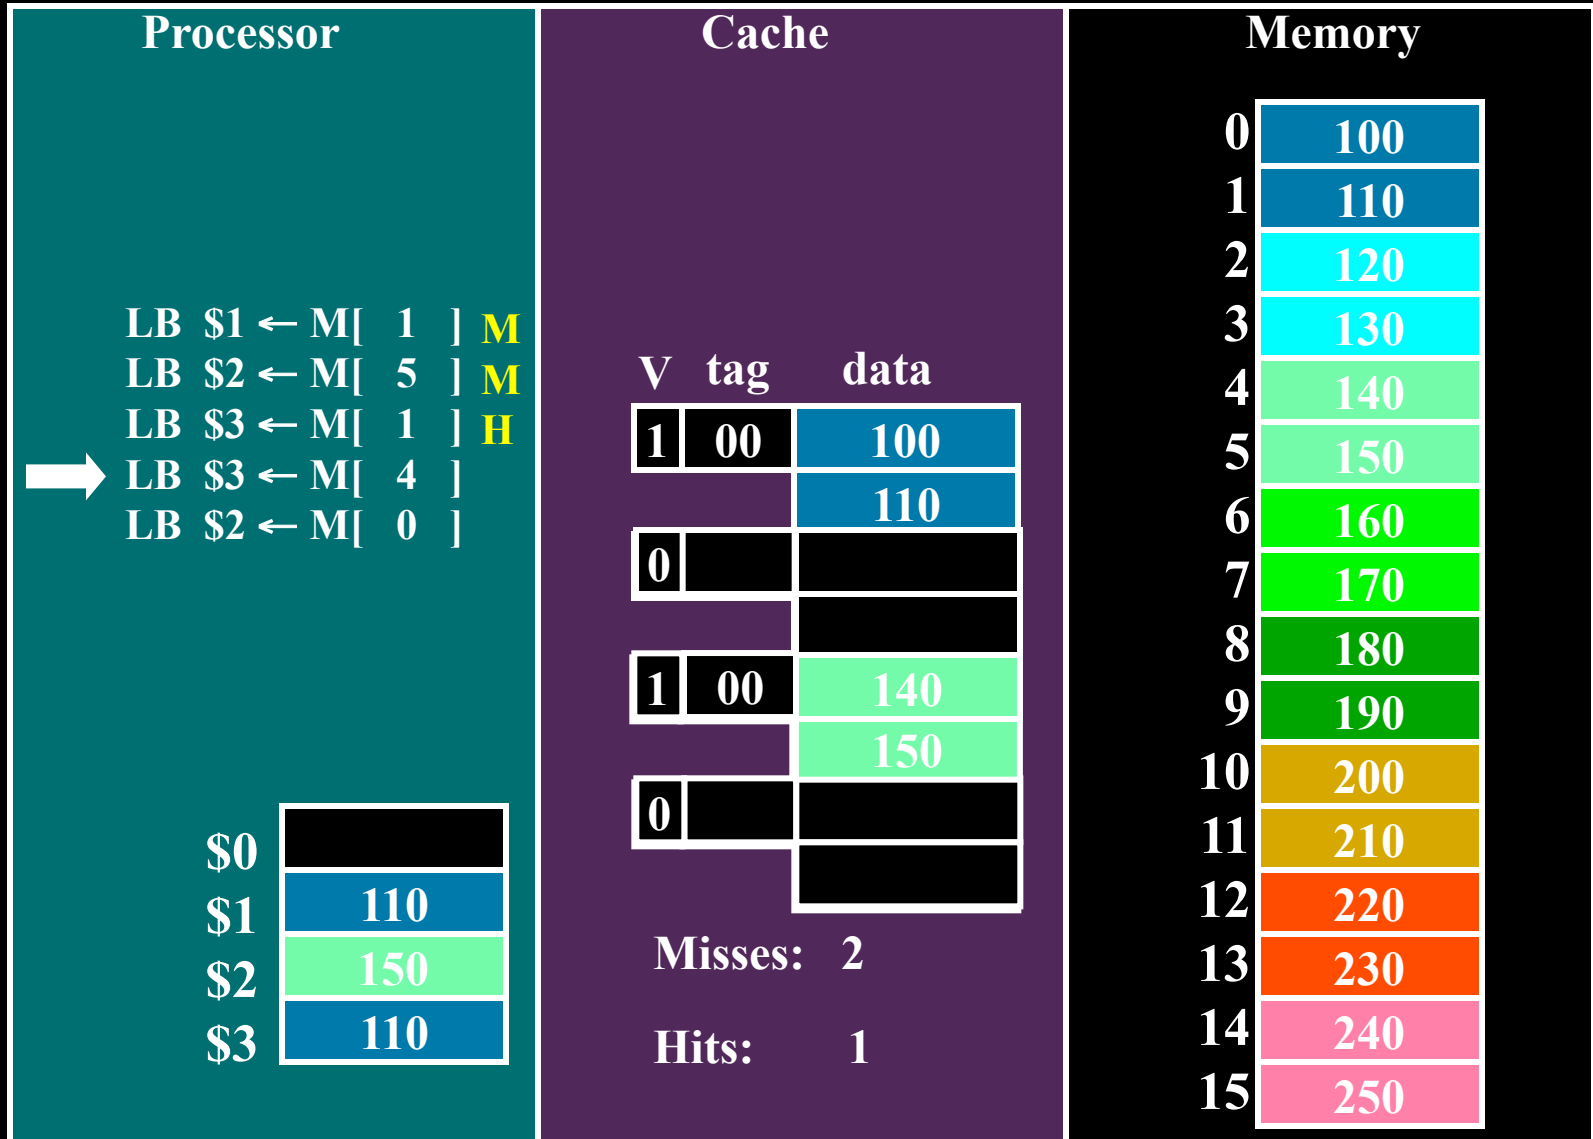 Processor
LB $1 ← M[ 1 ] M
LB $2 ← M[ 5 ] M
LB $3 ← M[ 1 ] H
LB $3 ← M[ 4 ]
LB $2 ← M[ 0 ]
$0
$1 110
$2 150
$3 110
Cache
V tag data
1 00 100
110
0
1 00 140
150
0
Misses: 2
Hits: 1
Memory
0 100
1 110
2 120
3 130
4 140
5 150
6 160
7 170
8 180
9 190
10 200
11 210
12 220
13 230
14 240
15 250